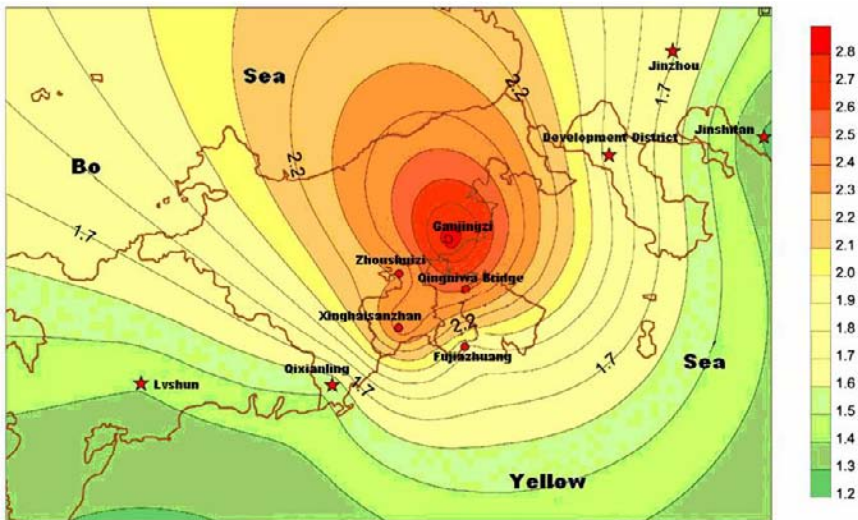 Sea
2.2
Jinzhou
1.7
Development District
Jinshitan
2.2
Bo
1.7
Ganjingzi
Zhoushuizi
Qingniwa Bridge
Xinghaisanzhan
2.2
Fujiazhuang
1.7
Sea
Lvshun
Qixianling
1.7
Yellow
2.8
2.7
2.6
2.5
2.4
2.3
2.2
2.1
2.0
1.9
1.8
1.7
1.6
1.5
1.4
1.3
1.2